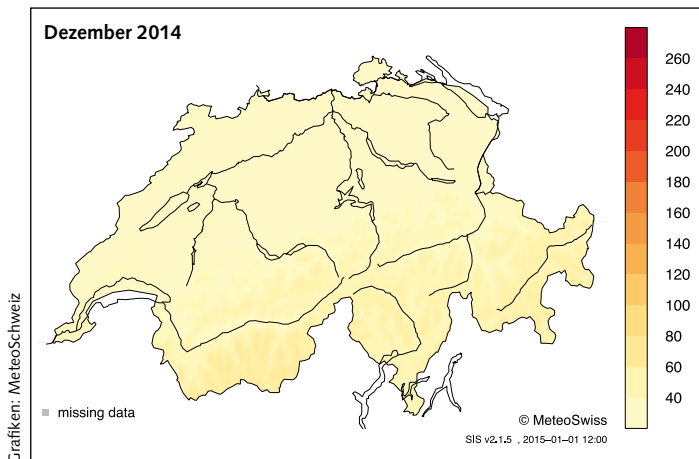 Dezember 2014
260
240
220
200
180
160
140
120
100
80
60
40
missing data
© MeteoSwiss
SIS v2.1.5 , 2015–01–01 12:00
Grafiken: MeteoSchweiz